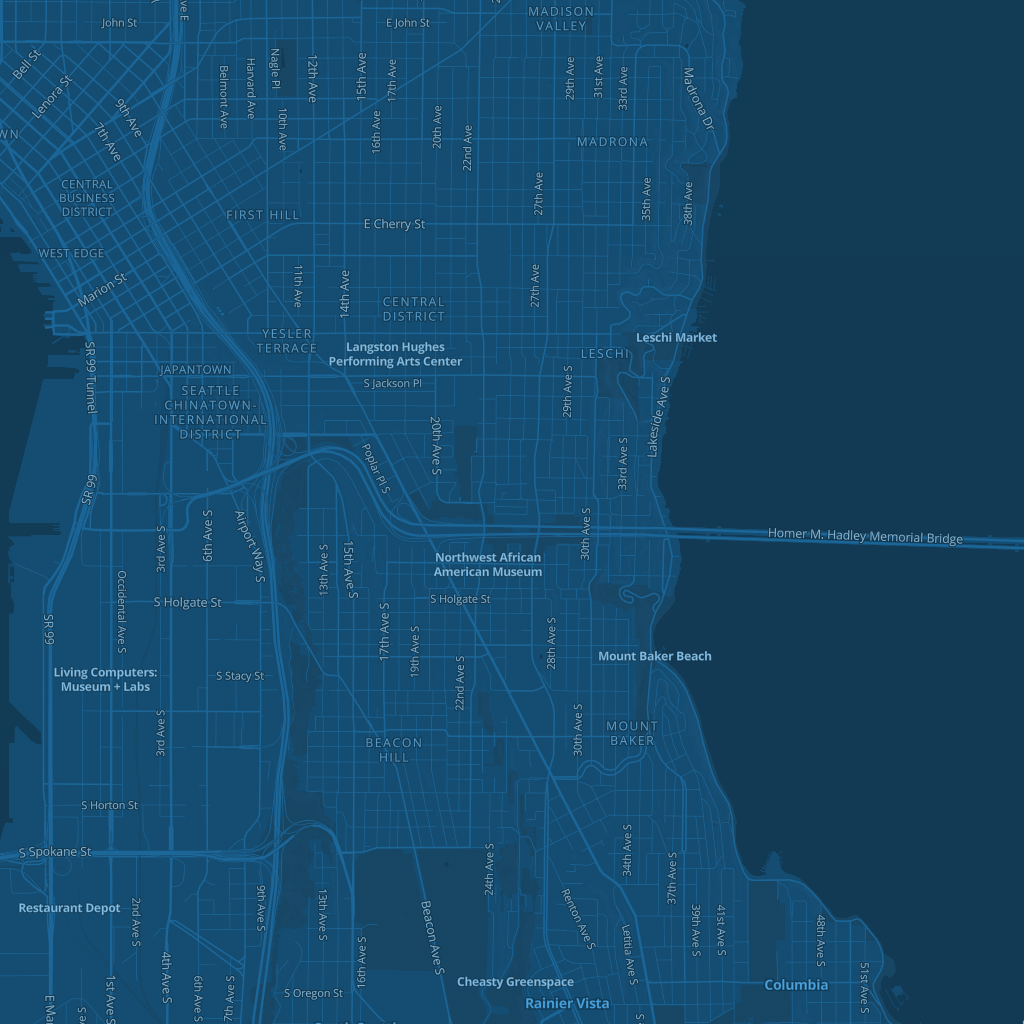 MADISON
VALLEY
John St
E John St
Bell St
Lenora St
9th Ave
7th Ave
Belmont Ave
Harvard Ave
Nagle Pl
10th Ave
12th Ave
15th Ave
16th Ave
17th Ave
20th Ave
22nd Ave
29th Ave
31st Ave
33rd Ave
Madrona Dr
MADRONA
27th Ave
35th Ave
38th Ave
CENTRAL
BUSINESS
DISTRICT
FIRST HILL
E Cherry St
WEST EDGE
Marion St
11th Ave
14th Ave
27th Ave
CENTRAL
DISTRICT
YESLER
TERRACE
Leschi Market
LESCHI
Langston Hughes
Performing Arts Center
S Jackson Pl
JAPANTOWN
SEATTLE
CHINATOWN-
INTERNATIONAL
DISTRICT
SR 99 Tunnel
29th Ave S
Lakeside Ave S
20th Ave S
Poplar Pl S
33rd Ave S
SR 99
3rd Ave S
6th Ave S
Airport Way S
30th Ave S
Homer M. Hadley Memorial Bridge
13th Ave S
15th Ave S
Northwest African
American Museum
Occidental Ave S
S Holgate St
S Holgate St
SR 99
17th Ave S
19th Ave S
22nd Ave S
28th Ave S
Mount Baker Beach
Living Computers:
Museum + Labs
S Stacy St
3rd Ave S
30th Ave S
MOUNT
BAKER
BEACON
HILL
S Horton St
S Spokane St
24th Ave S
34th Ave S
37th Ave S
Restaurant Depot
2nd Ave S
9th Ave S
13th Ave S
16th Ave S
Beacon Ave S
Renton Ave S
Letitia Ave S
39th Ave S
41st Ave S
48th Ave S
51st Ave S
1st Ave S
4th Ave S
6th Ave S
7th Ave S
S Oregon St
Cheasty Greenspace
Rainier Vista
Columbia